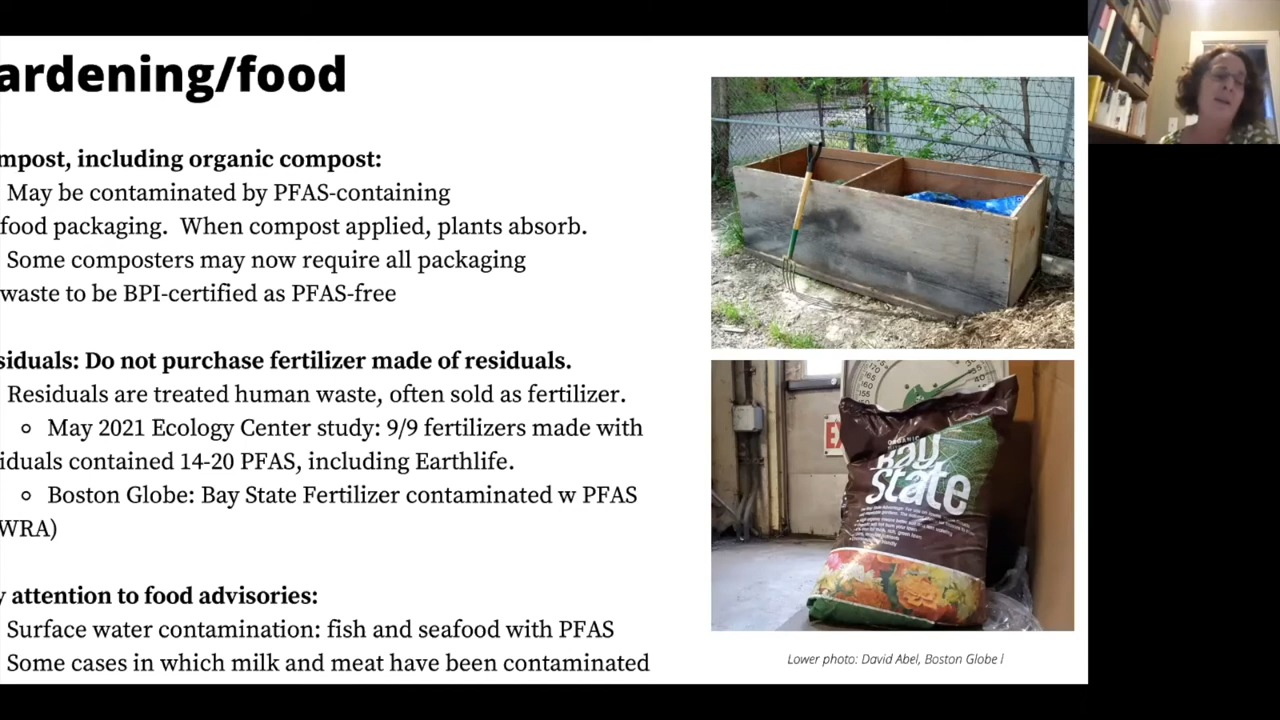 ardening/food
mpost, including organic compost:
May be contaminated by PFAS-containing
food packaging. When compost applied, plants absorb.
Some composters may now require all packaging
waste to be BPI-certified as PFAS-free
siduals: Do not purchase fertilizer made of residuals.
Residuals are treated human waste, often sold as fertilizer.
May 2021 Ecology Center study: 9/9 fertilizers made with
iduals contained 14-20 PFAS, including Earthlife.
Boston Globe: Bay State Fertilizer contaminated w PFAS
WRA)
y attention to food advisories:
Surface water contamination: fish and seafood with PFAS
Some cases in which milk and meat have been contaminated
ORGANIC
Bay
State
EX
Lower photo: David Abel, Boston Globe l